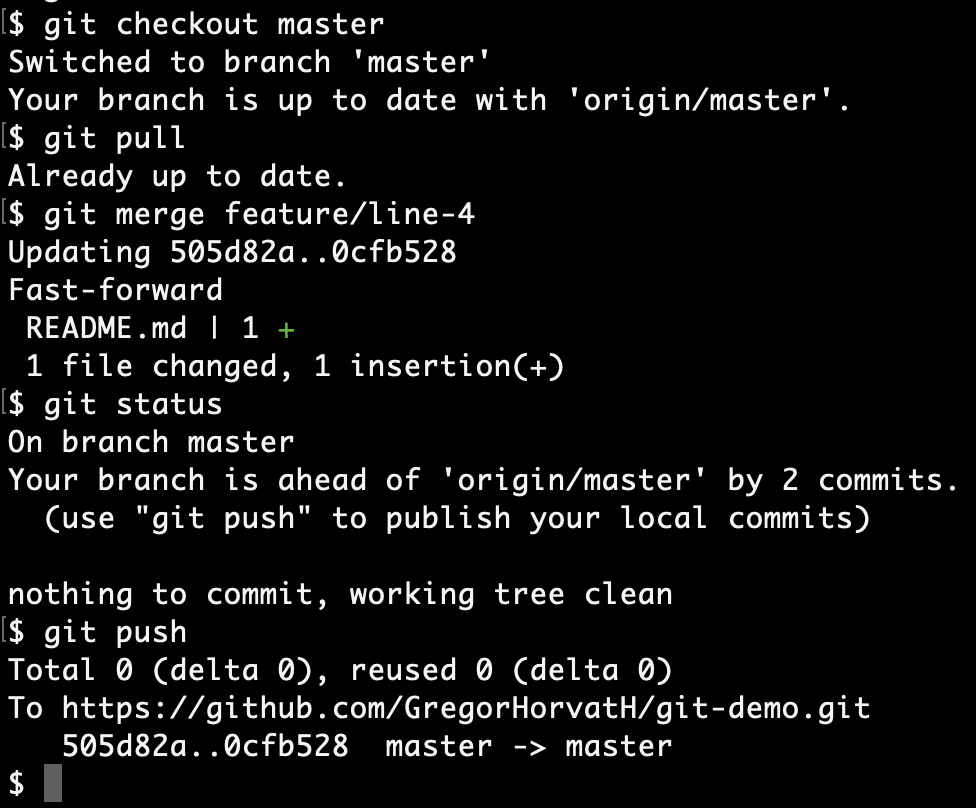 $ git checkout master
Switched to branch 'master'
Your branch is up to date with 'origin/master'.
$ git pull
Already up to date.
$ git merge feature/line-4
Updating 505d82a..0cfb528
Fast-forward
 README.md | 1 +
 1 file changed, 1 insertion(+)
$ git status
On branch master
Your branch is ahead of 'origin/master' by 2 commits.
  (use "git push" to publish your local commits)

nothing to commit, working tree clean
$ git push
Total 0 (delta 0), reused 0 (delta 0)
To https://github.com/GregorHorvatH/git-demo.git
   505d82a..0cfb528  master -> master
$